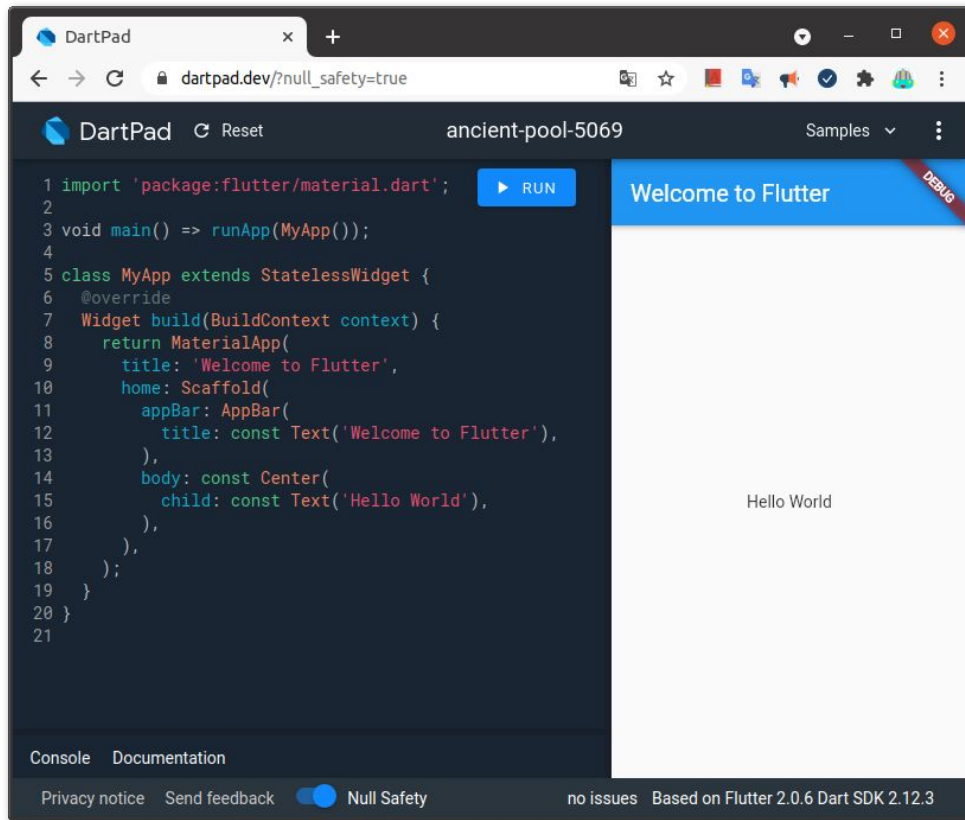 DartPad
dartpad.dev/?null_safety=true
DartPad Reset ancient-pool-5069 Samples
1 import 'package:flutter/material.dart';
2
3 void main() => runApp(MyApp());
4
5 class MyApp extends StatelessWidget {
6   @override
7   Widget build(BuildContext context) {
8     return MaterialApp(
9       title: 'Welcome to Flutter',
10       home: Scaffold(
11         appBar: AppBar(
12           title: const Text('Welcome to Flutter'),
13         ),
14         body: const Center(
15           child: const Text('Hello World'),
16         ),
17       ),
18     );
19   }
20 }
21
RUN
Welcome to Flutter
DEBUG
Hello World
Console Documentation
Privacy notice Send feedback Null Safety no issues Based on Flutter 2.0.6 Dart SDK 2.12.3